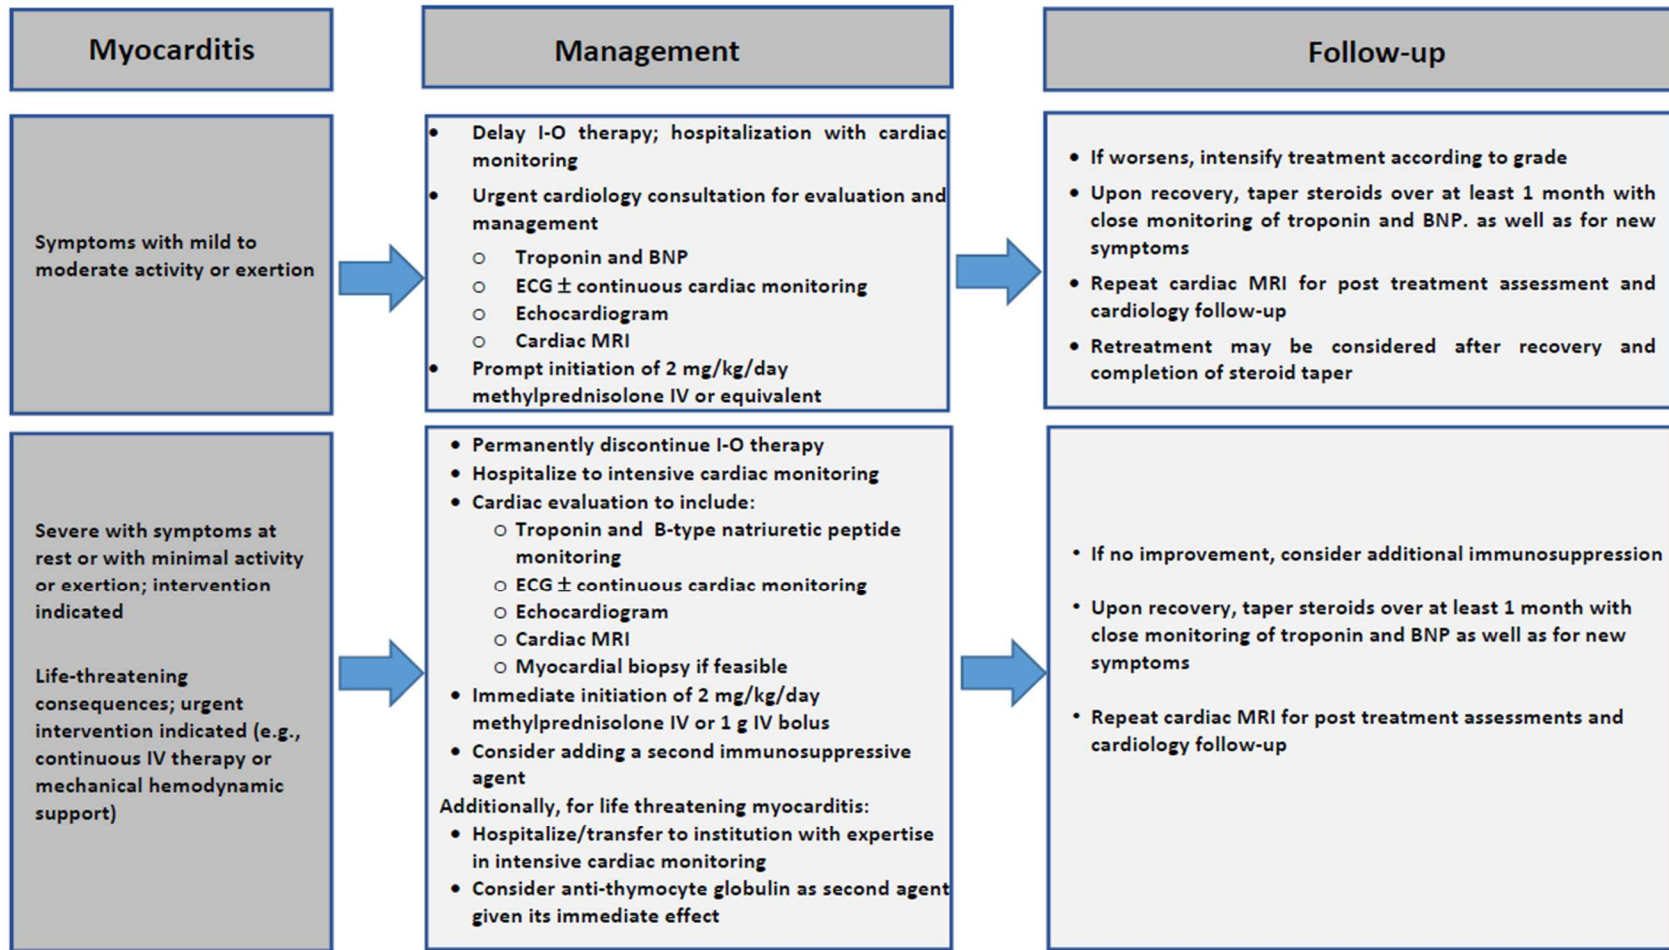 Myocarditis
Management
Follow-up
Symptoms with mild to
moderate activity or exertion
• Delay I-O therapy; hospitalization with cardiac
monitoring
• Urgent cardiology consultation for evaluation and
management
o Troponin and BNP
o ECG ± continuous cardiac monitoring
o Echocardiogram
o Cardiac MRI
• Prompt initiation of 2 mg/kg/day
methylprednisolone IV or equivalent
• If worsens, intensify treatment according to grade
• Upon recovery, taper steroids over at least 1 month with
close monitoring of troponin and BNP. as well as for new
symptoms
• Repeat cardiac MRI for post treatment assessment and
cardiology follow-up
• Retreatment may be considered after recovery and
completion of steroid taper
Severe with symptoms at
rest or with minimal activity
or exertion; intervention
indicated
Life-threatening
consequences; urgent
intervention indicated (e.g.,
continuous IV therapy or
mechanical hemodynamic
support)
• Permanently discontinue I-O therapy
• Hospitalize to intensive cardiac monitoring
• Cardiac evaluation to include:
o Troponin and B-type natriuretic peptide
monitoring
o ECG ± continuous cardiac monitoring
o Echocardiogram
o Cardiac MRI
o Myocardial biopsy if feasible
• Immediate initiation of 2 mg/kg/day
methylprednisolone IV or 1 g IV bolus
• Consider adding a second immunosuppressive
agent
Additionally, for life threatening myocarditis:
• Hospitalize/transfer to institution with expertise
in intensive cardiac monitoring
• Consider anti-thymocyte globulin as second agent
given its immediate effect
• If no improvement, consider additional immunosuppression
• Upon recovery, taper steroids over at least 1 month with
close monitoring of troponin and BNP as well as for new
symptoms
• Repeat cardiac MRI for post treatment assessments and
cardiology follow-up